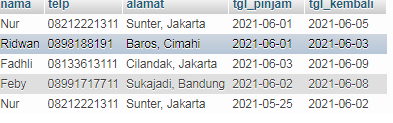 nama telp alamat tgl_pinjam tgl_kembali
Nur 08212221311 Sunter, Jakarta 2021-06-01 2021-06-05
Ridwan 0898188191 Baros, Cimahi 2021-06-01 2021-06-03
Fadhli 08133613111 Cilandak, Jakarta 2021-06-03 2021-06-09
Feby 08991717711 Sukajadi, Bandung 2021-06-02 2021-06-08
Nur 08212221311 Sunter, Jakarta 2021-05-25 2021-06-02